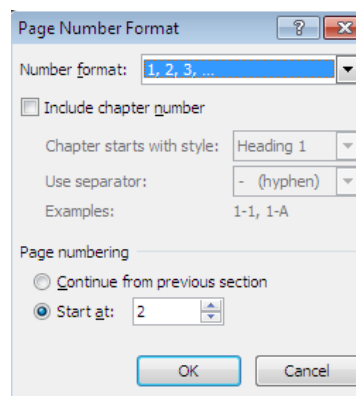 Page Number Format
Number format: 1, 2, 3, ...
Include chapter number
Chapter starts with style: Heading 1
Use separator: - (hyphen)
Examples: 1-1, 1-A
Page numbering
Continue from previous section
Start at: 2
OK Cancel